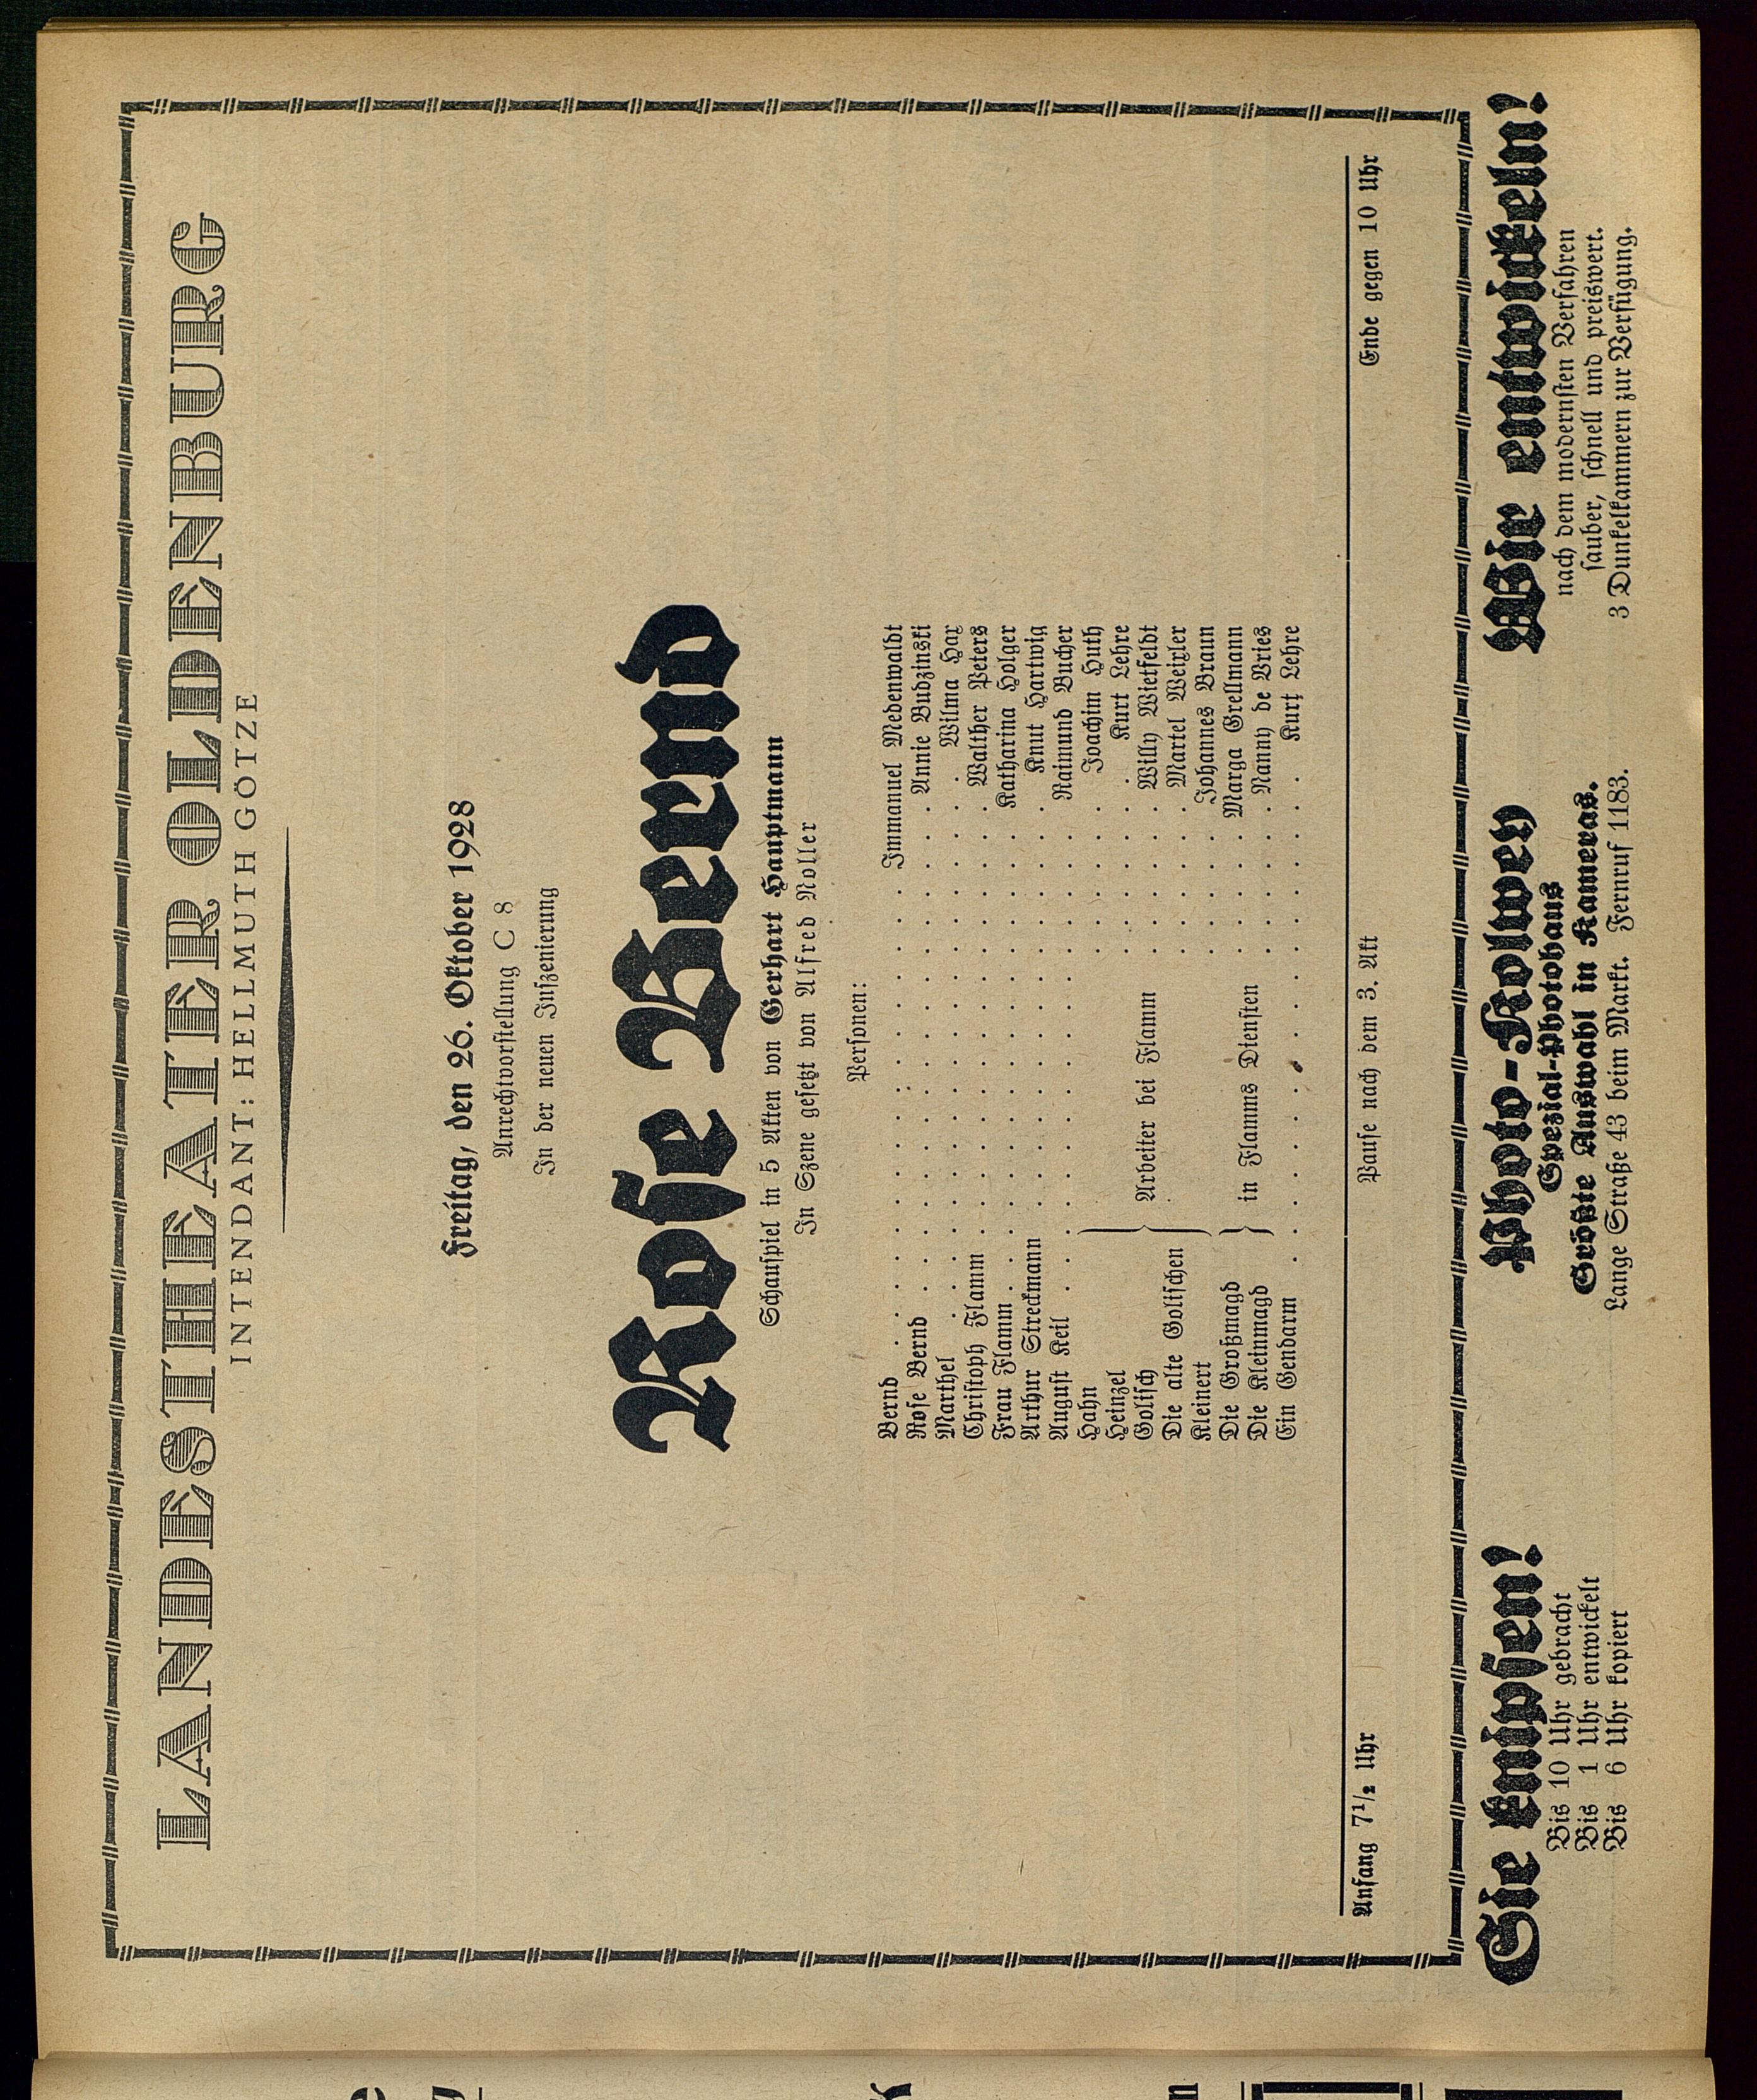 LANDESTHEATER OLDENBURG
INTENDANT: HELLMUTH GÖTZE
Freitag, den 26. Oktober 1928
Anrechtvorstellung C 8
In der neuen Inszenierung
Rose Bernd
Schauspiel in 5 Akten von Gerhart Hauptmann
In Szene gesetzt von Alfred Noller
Personen:
Bernd . . . . . . . . . . . . . . Immanuel Medenwaldt
Rose Bernd . . . . . . . . . . . . . . Annie Budzinski
Marthel . . . . . . . . . . . . . . Wilma Hax
Christoph Flamm . . . . . . . . . . . . . . Walther Peters
Frau Flamm . . . . . . . . . . . . . . Katharina Holger
Arthur Streckmann . . . . . . . . . . . . . . Knut Hartwig
August Keil . . . . . . . . . . . . . . Raimund Bucher
Hahn . . . . . . Joachim Huth
Heinzel . . . . . . Kurt Lehre
Golisch } Arbeiter bei Flamm . . . . . . Willy Wietfeldt
Die alte Golischen . . . . . . Martel Weixler
Kleinert . . . . . . Johannes Braun
Die Großmagd } in Flamms Diensten . . . . . . Marga Grellmann
Die Kleinmagd . . . . . . Nanny de Vries
Ein Gendarm . . . . . . . . . . . . . . Kurt Lehre
Anfang 7½ Uhr Pause nach dem 3. Akt Ende gegen 10 Uhr
Sie knipsen!
Bis 10 Uhr gebracht
Bis 1 Uhr entwickelt
Bis 6 Uhr kopiert
Photo-Kolwey
Spezial-Photohaus
Größte Auswahl in Kameras.
Lange Straße 43 beim Markt. Fernruf 1183.
Wir entwickeln!
nach dem modernsten Verfahren
sauber, schnell und preiswert.
3 Dunkelkammern zur Verfügung.